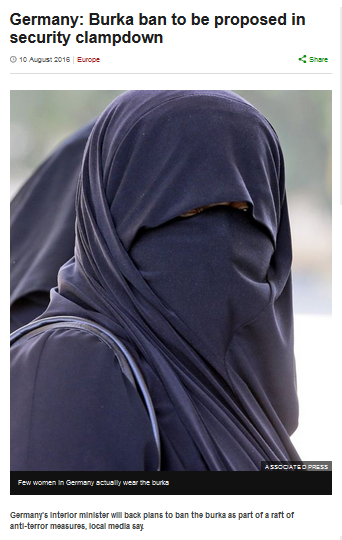 Germany: Burka ban to be proposed in
security clampdown
10 August 2016 Europe
Share
ASSOCIATED PRESS
Few women in Germany actually wear the burka
Germany's interior minister will back plans to ban the burka as part of a raft of
anti-terror measures, local media say.